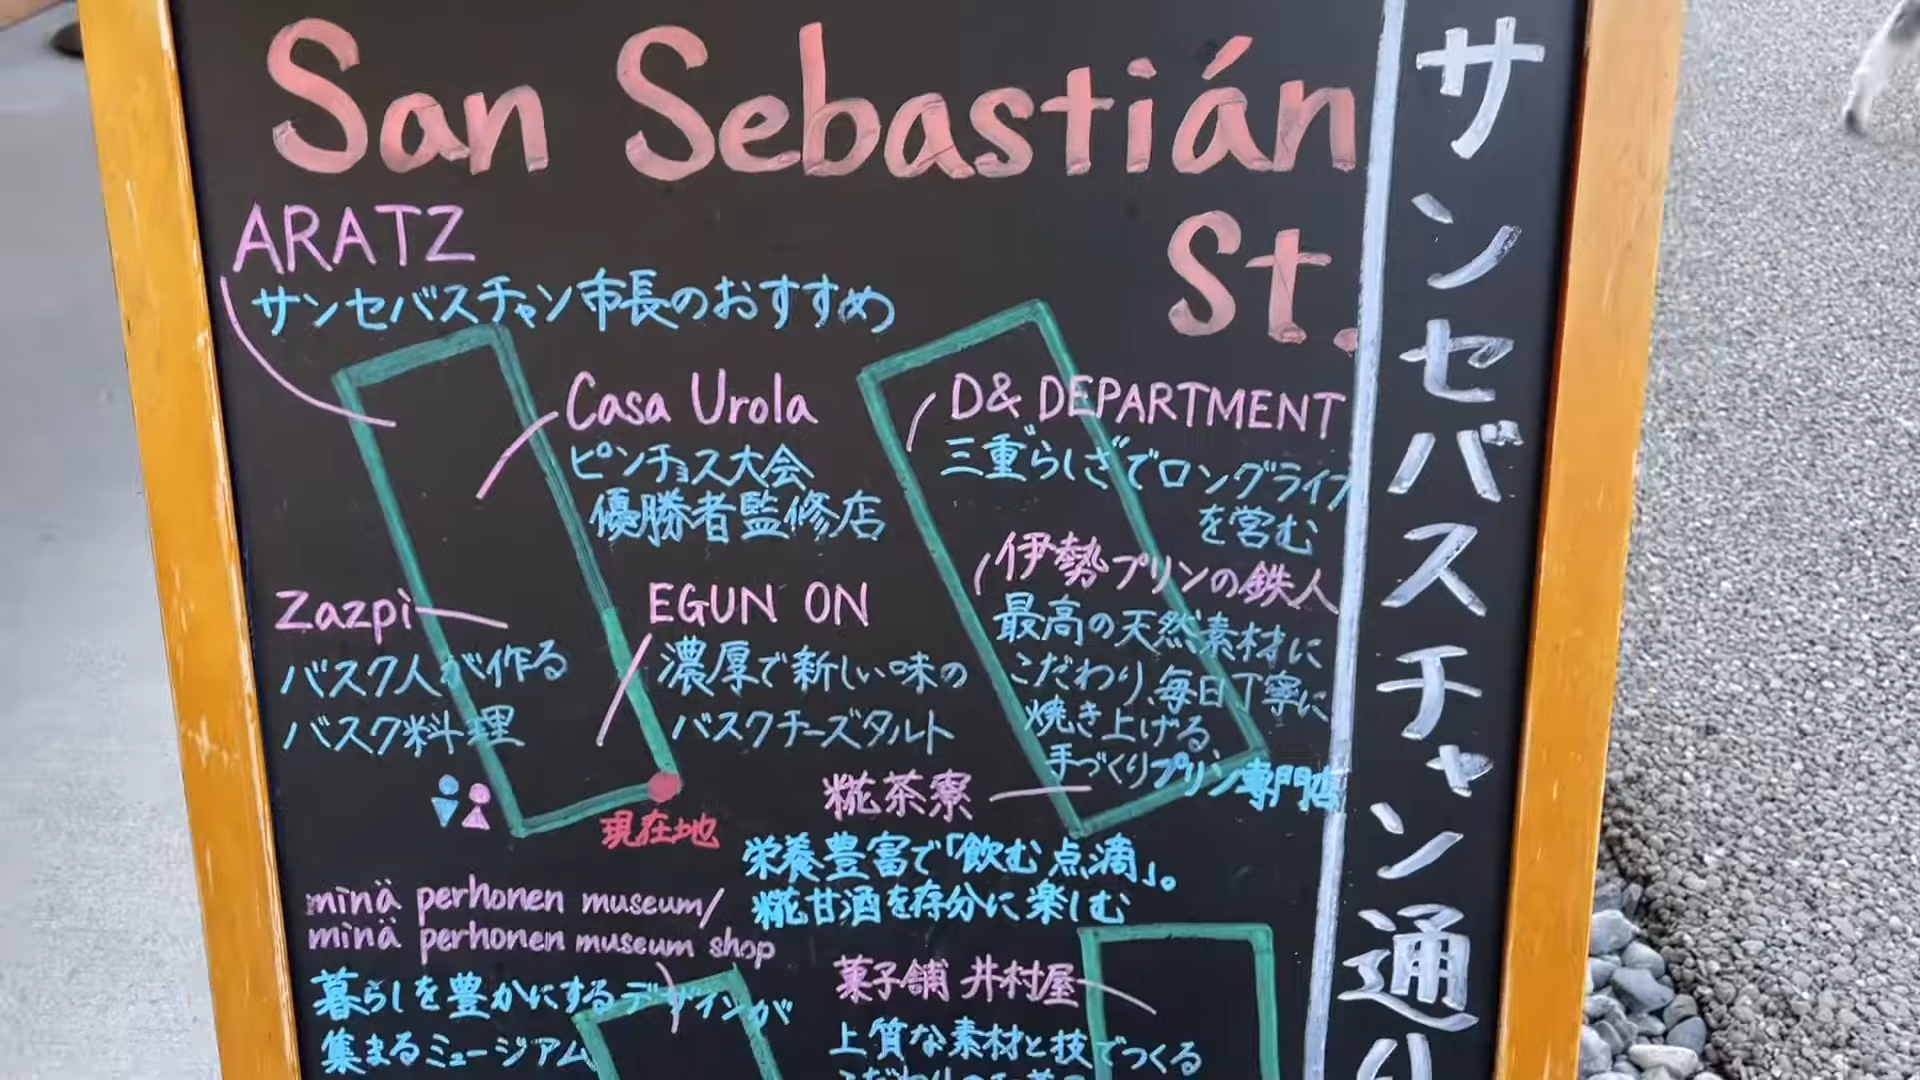 San Sebastián
St.
サンセバスチャン通り
ARATZ
サンセバスチャン市長のおすすめ
Casa Urola
ピンチョス大会
優勝者監修店
D& DEPARTMENT
三重"らしさ"でロングライフ
を営む
伊勢プリンの鉄人
最高の天然素材に
こだわり、毎日丁寧に
焼き上げる、
手づくりプリン専門店
Zazpi
バスク人が作る
バスク料理
EGUN ON
濃厚で新しい味の
バスクチーズタルト
現在地
糀茶寮
栄養豊富で「飲む点滴」。
糀甘酒を存分に楽しむ
minä perhonen museum/
minä perhonen museum shop
暮らしを豊かにするデザインが
集まるミュージアム
菓子舗 井村屋
上質な素材と技でつくる